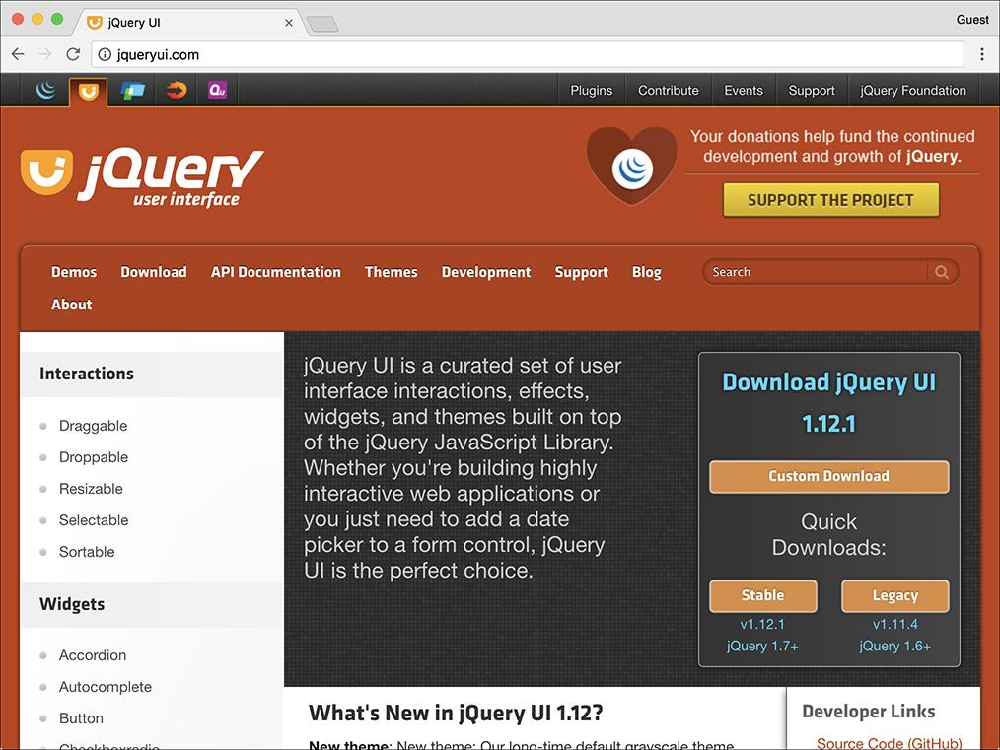 jQuery UI
Guest
jqueryui.com
Qu
Plugins
Contribute
Events
Support
jQuery Foundation
jQuery
user interface
Your donations help fund the continued
development and growth of jQuery.
SUPPORT THE PROJECT
Demos
Download
API Documentation
Themes
Development
Support
Blog
Search
About
Interactions
Draggable
Droppable
Resizable
Selectable
Sortable
Widgets
Accordion
Autocomplete
Button
Checkboxradio
jQuery UI is a curated set of user
interface interactions, effects,
widgets, and themes built on top
of the jQuery JavaScript Library.
Whether you're building highly
interactive web applications or
you just need to add a date
picker to a form control, jQuery
UI is the perfect choice.
Download jQuery UI
1.12.1
Custom Download
Quick
Downloads:
Stable
v1.12.1
jQuery 1.7+
Legacy
v1.11.4
jQuery 1.6+
What's New in jQuery UI 1.12?
New theme: New theme: Our long-time default grayscale theme
Developer Links
Source Code (GitHub)